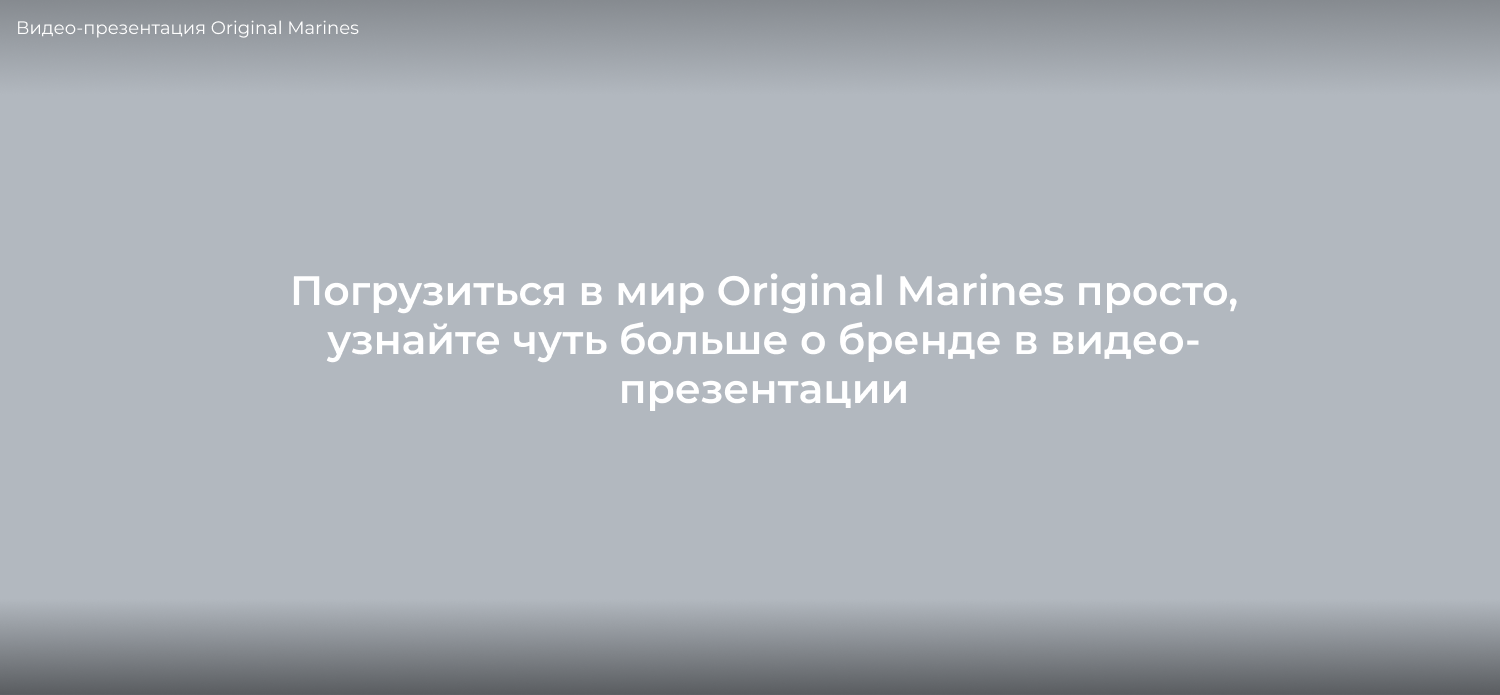 Видео-презентация Original Marines
Погрузиться в мир Original Marines просто,
узнайте чуть больше о бренде в видео-
презентации